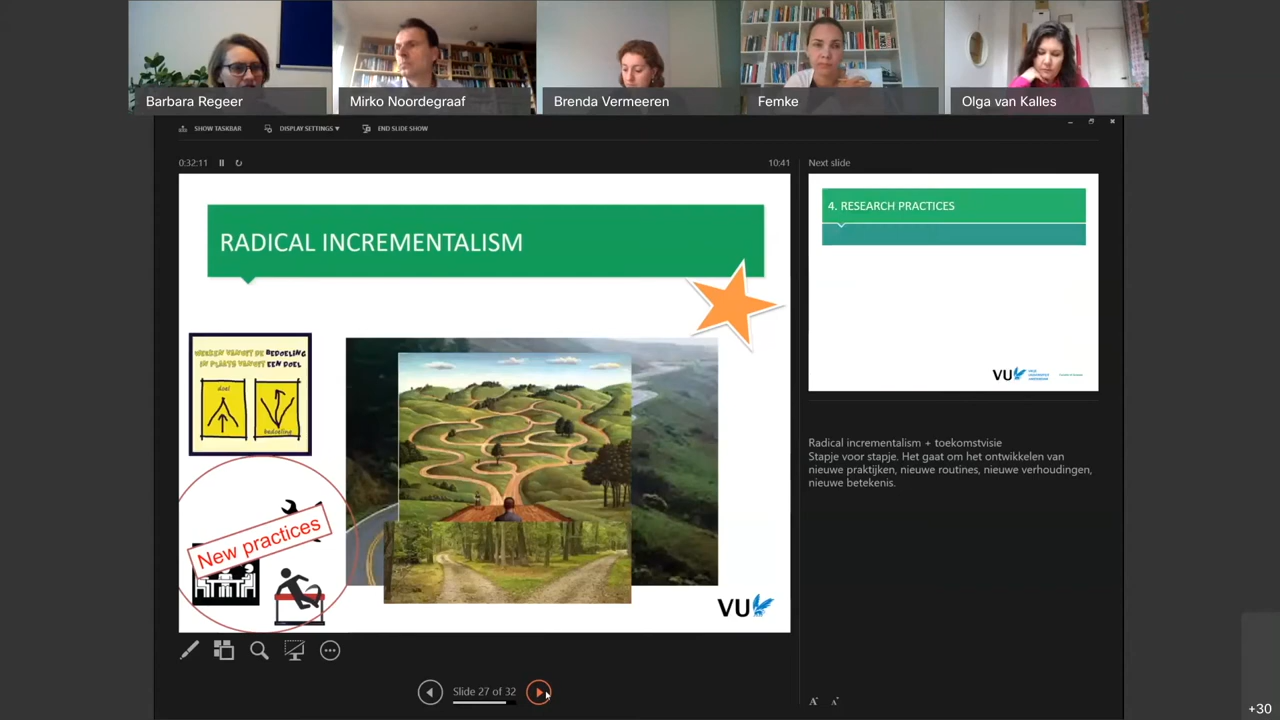 Barbara Regeer
Mirko Noordegraaf
Brenda Vermeeren
Femke
Olga van Kalles
SHOW TASKBAR
DISPLAY SETTINGS ▼
END SLIDE SHOW
0:32:11
10:41
Next slide
RADICAL INCREMENTALISM
WERKEN VANUIT DE BEDOELING
IN PLAATS VANUIT EEN DOEL
doel
bedoeling
New practices
VU
4. RESEARCH PRACTICES
VU
Radical incrementalism + toekomstvisie
Stapje voor stapje. Het gaat om het ontwikkelen van
nieuwe praktijken, nieuwe routines, nieuwe verhoudingen,
nieuwe betekenis.
Slide 27 of 32
A
A
+30